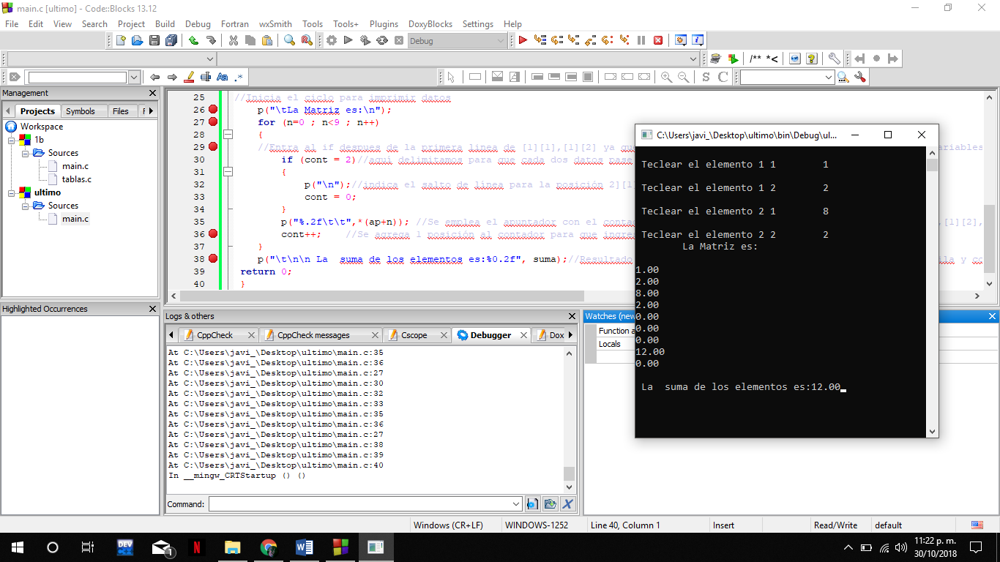 main.c [ultimo] - Code::Blocks 13.12
File Edit View Search Project Build Debug Fortran wxSmith Tools Tools+ Plugins DoxyBlocks Settings Help
Debug
/** *<
Aa .*
S C
Management
Projects Symbols Files F
Workspace
1b
Sources
main.c
tablas.c
ultimo
Sources
main.c
25 //Inicia el ciclo para imprimir datos
26 p("\tLa Matriz es:\n");
27 for (n=0 ; n<9 ; n++)
28 {
29 //Entra al if despues de la primera linea de [1][1],[1][2] ya que ariables
30 if (cont = 2)//aquí delimitamos para que cada dos datos pase
31 {
32 p("\n");//indica el salto de línea para la posición 2][1]
33 cont = 0;
34 }
35 p("%.2f\t\t",*(ap+n)); //Se emplea el apuntador con el contad ,[1][2],
36 cont++; //Se agrega 1 posición al contador para que ingre
37 }
38 p("\t\n\n La  suma de los elementos es:%0.2f", suma);//Resultado la y co
39 return 0;
40 }
C:\Users\javi_\Desktop\ultimo\bin\Debug\ul...
Teclear el elemento 1 1 1
Teclear el elemento 1 2 2
Teclear el elemento 2 1 8
Teclear el elemento 2 2 2
La Matriz es:
1.00
2.00
8.00
2.00
0.00
0.00
0.00
12.00
0.00
La  suma de los elementos es:12.00
Highlighted Occurrences
Logs & others
CppCheck CppCheck messages Cscope Debugger Dox
At C:\Users\javi_\Desktop\ultimo\main.c:35
At C:\Users\javi_\Desktop\ultimo\main.c:36
At C:\Users\javi_\Desktop\ultimo\main.c:27
At C:\Users\javi_\Desktop\ultimo\main.c:30
At C:\Users\javi_\Desktop\ultimo\main.c:32
At C:\Users\javi_\Desktop\ultimo\main.c:33
At C:\Users\javi_\Desktop\ultimo\main.c:35
At C:\Users\javi_\Desktop\ultimo\main.c:36
At C:\Users\javi_\Desktop\ultimo\main.c:27
At C:\Users\javi_\Desktop\ultimo\main.c:38
At C:\Users\javi_\Desktop\ultimo\main.c:39
At C:\Users\javi_\Desktop\ultimo\main.c:40
In __mingw_CRTStartup () ()
Command:
Watches (new
Function a
Locals
Windows (CR+LF) WINDOWS-1252 Line 40, Column 1 Insert Read/Write default
DEV
1
N
11:22 p. m.
30/10/2018